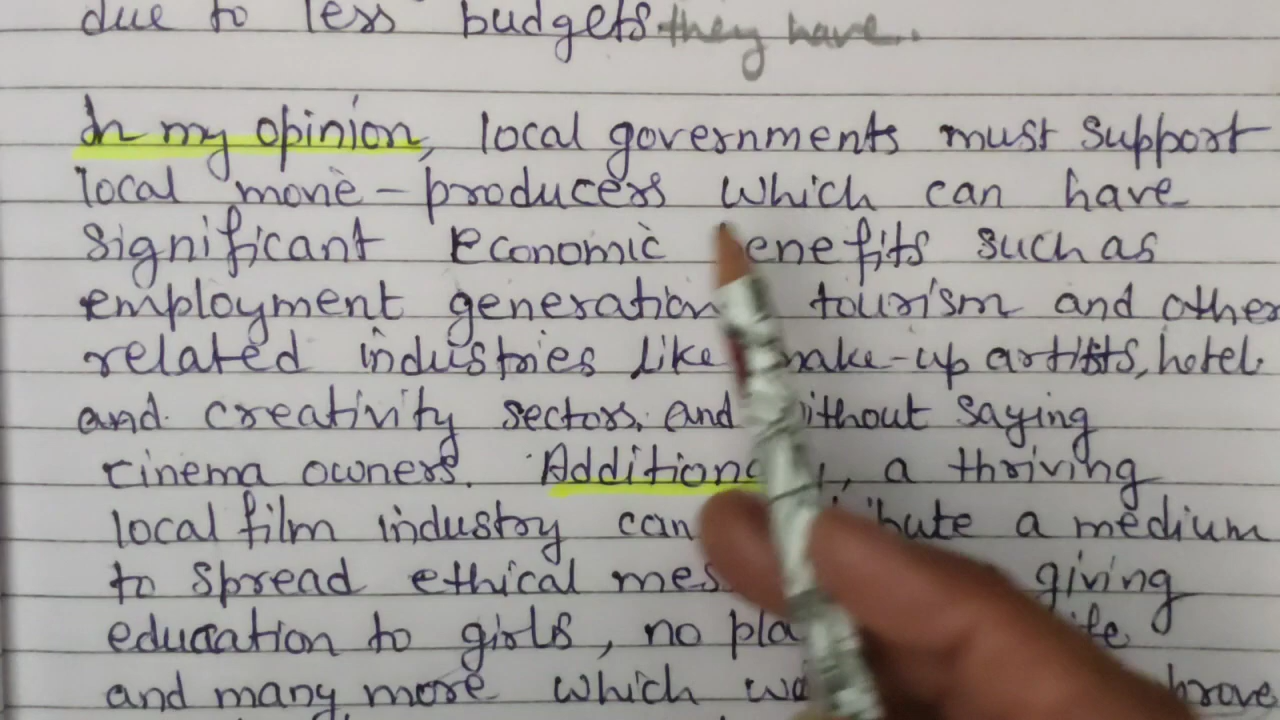 due to less budgets they have.
In my opinion, local governments must support
local movie-producers which can have
significant economic benefits such as
employment generation tourism and other
related industries like make-up artists, hotel.
and creativity sectors. and without saying
cinema owners. Additionally, a thriving
local film industry can a medium
to spread ethical giving
education to girls, no
and many more which